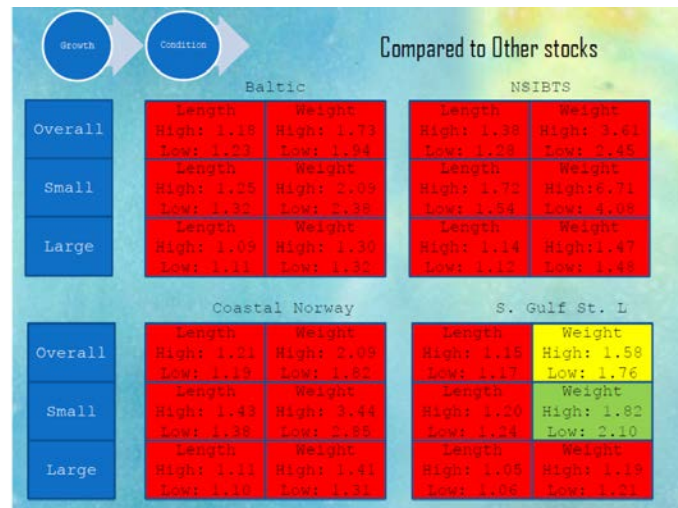 Growth
Condition
Compared to Other stocks
Baltic
NSIBTS
Overall
Length
High: 1.18
Low: 1.23
Weight
High: 1.73
Low: 1.94
Length
High: 1.38
Low: 1.28
Weight
High: 3.61
Low: 2.45
Small
Length
High: 1.25
Low: 1.32
Weight
High: 2.09
Low: 2.38
Length
High: 1.72
Low: 1.54
Weight
High:6.71
Low: 4.08
Large
Length
High: 1.09
Low: 1.11
Weight
High: 1.30
Low: 1.32
Length
High: 1.14
Low: 1.12
Weight
High:1.47
Low: 1.48
Coastal Norway
S. Gulf St. L
Overall
Length
High: 1.21
Low: 1.19
Weight
High: 2.09
Low: 1.82
Length
High: 1.15
Low: 1.17
Weight
High: 1.58
Low: 1.76
Small
Length
High: 1.43
Low: 1.38
Weight
High: 3.44
Low: 2.85
Length
High: 1.20
Low: 1.24
Weight
High: 1.82
Low: 2.10
Large
Length
High: 1.11
Low: 1.10
Weight
High: 1.41
Low: 1.31
Length
High: 1.05
Low: 1.06
Weight
High: 1.19
Low: 1.21